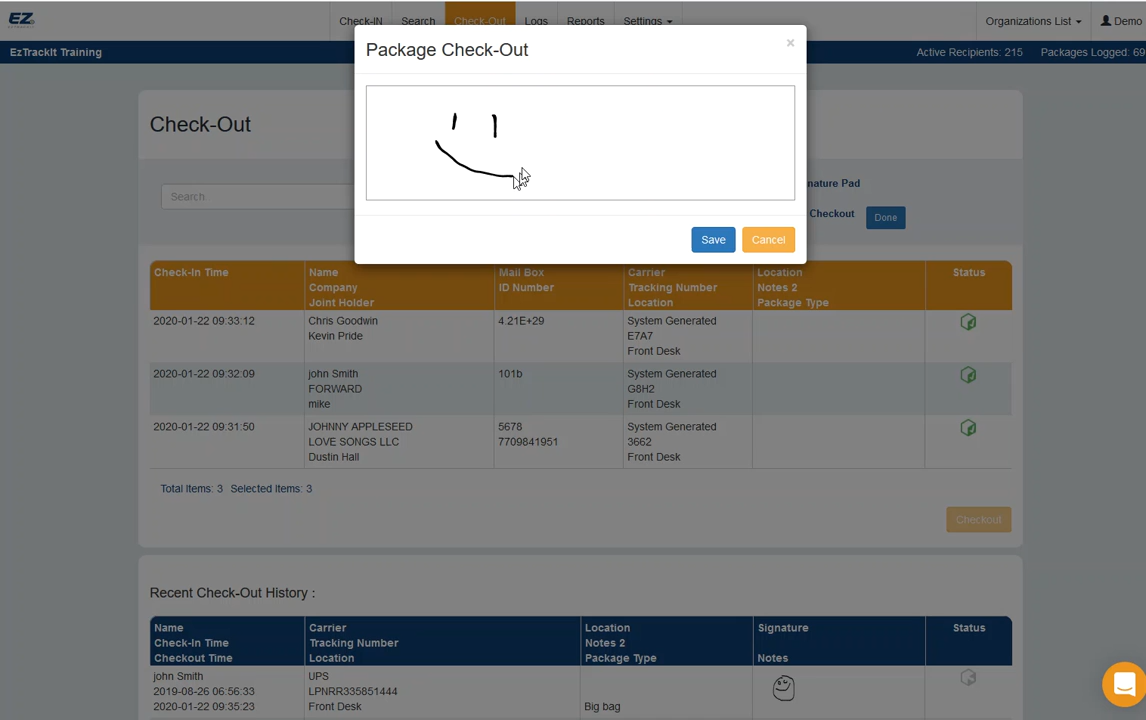 EZ
Check-IN Search Check-Out Logs Reports Settings Organizations List Demo
EzTrackIt Training Active Recipients: 215 Packages Logged: 69
Package Check-Out ×
Check-Out
Search
nature Pad
Checkout Done
Save Cancel
Check-In Time
Name
Company
Joint Holder
Mail Box
ID Number
Carrier
Tracking Number
Location
Location
Notes 2
Package Type
Status
2020-01-22 09:33:12
Chris Goodwin
Kevin Pride
4.21E+29
System Generated
E7A7
Front Desk
2020-01-22 09:32:09
john Smith
FORWARD
mike
101b
System Generated
G8H2
Front Desk
2020-01-22 09:31:50
JOHNNY APPLESEED
LOVE SONGS LLC
Dustin Hall
5678
7709841951
System Generated
3662
Front Desk
Total Items: 3 Selected Items: 3
Checkout
Recent Check-Out History :
Name
Check-In Time
Checkout Time
Carrier
Tracking Number
Location
Location
Notes 2
Package Type
Signature
Notes
Status
john Smith
2019-08-26 06:56:33
2020-01-22 09:35:23
UPS
LPNRR335851444
Front Desk
Big bag